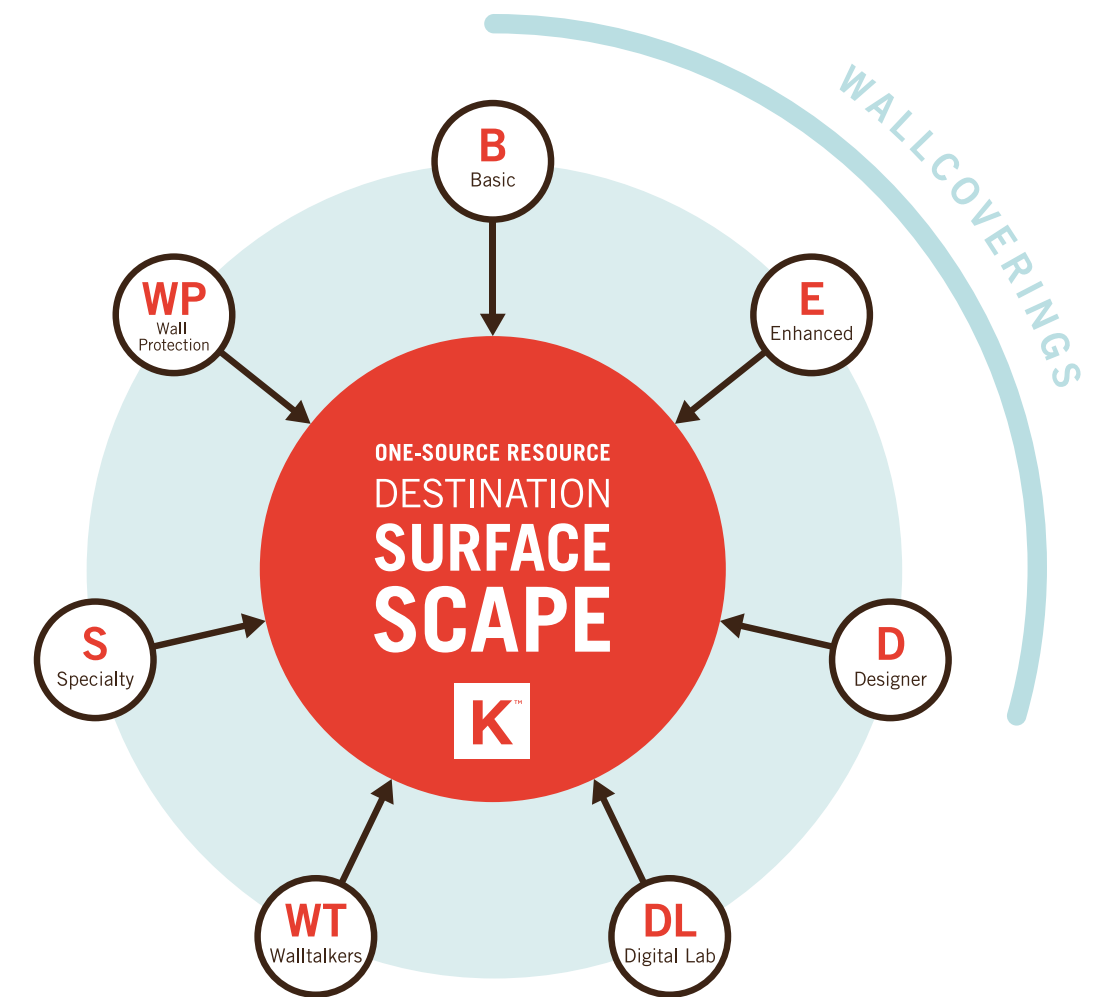 WALLCOVERINGS
B
Basic
E
Enhanced
D
Designer
DL
Digital Lab
WT
Walltalkers
S
Specialty
WP
Wall
Protection
ONE-SOURCE RESOURCE
DESTINATION
SURFACE
SCAPE
K™